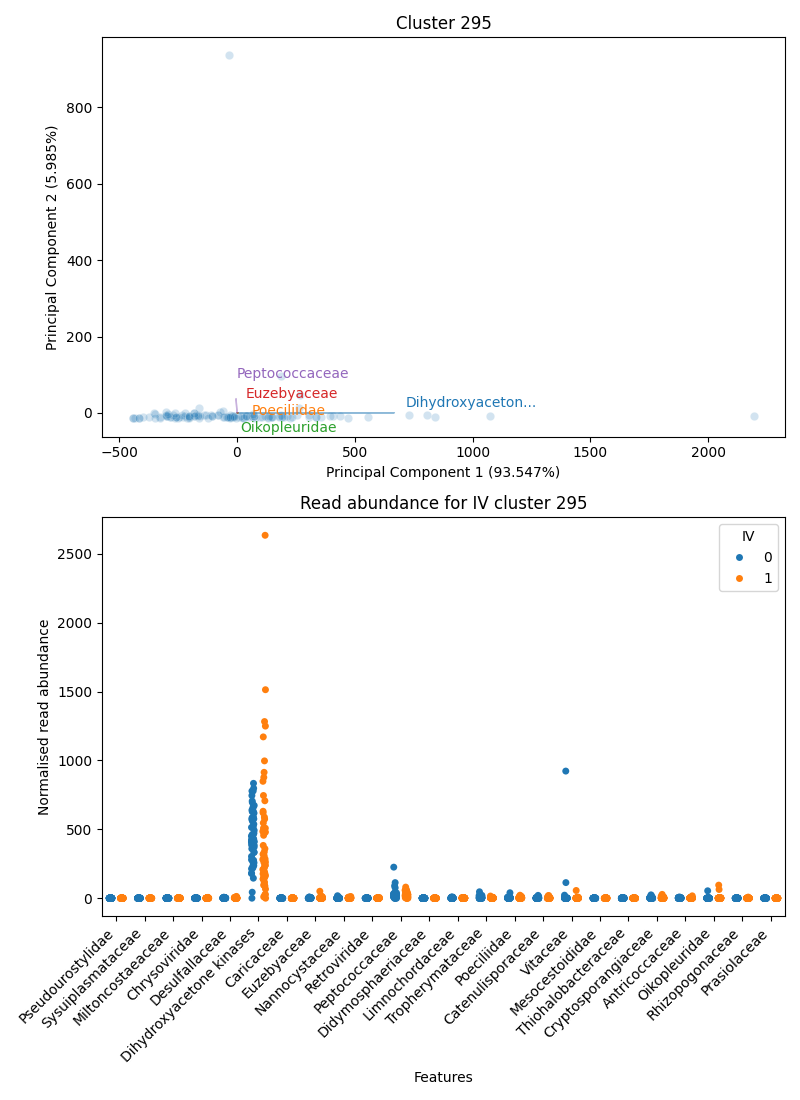 Cluster 295
Principal Component 2 (5.985%)
800
600
400
200
0
Peptococcaceae
Euzebyaceae
Poeciliidae
Oikopleuridae
Dihydroxyaceton...
−500
0
500
1000
1500
2000
Principal Component 1 (93.547%)
Read abundance for IV cluster 295
Normalised read abundance
2500
2000
1500
1000
500
0
IV
0
1
Pseudourostylidae
Sysuiplasmataceae
Miltoncostaeaceae
Chrysoviridae
Desulfallaceae
Dihydroxyacetone kinases
Caricaceae
Euzebyaceae
Nannocystaceae
Retroviridae
Peptococcaceae
Didymosphaeriaceae
Limnochordaceae
Tropherymataceae
Poeciliidae
Catenulisporaceae
Vitaceae
Mesocestoididae
Thiohalobacteraceae
Cryptosporangiaceae
Antricoccaceae
Oikopleuridae
Rhizopogonaceae
Prasiolaceae
Features